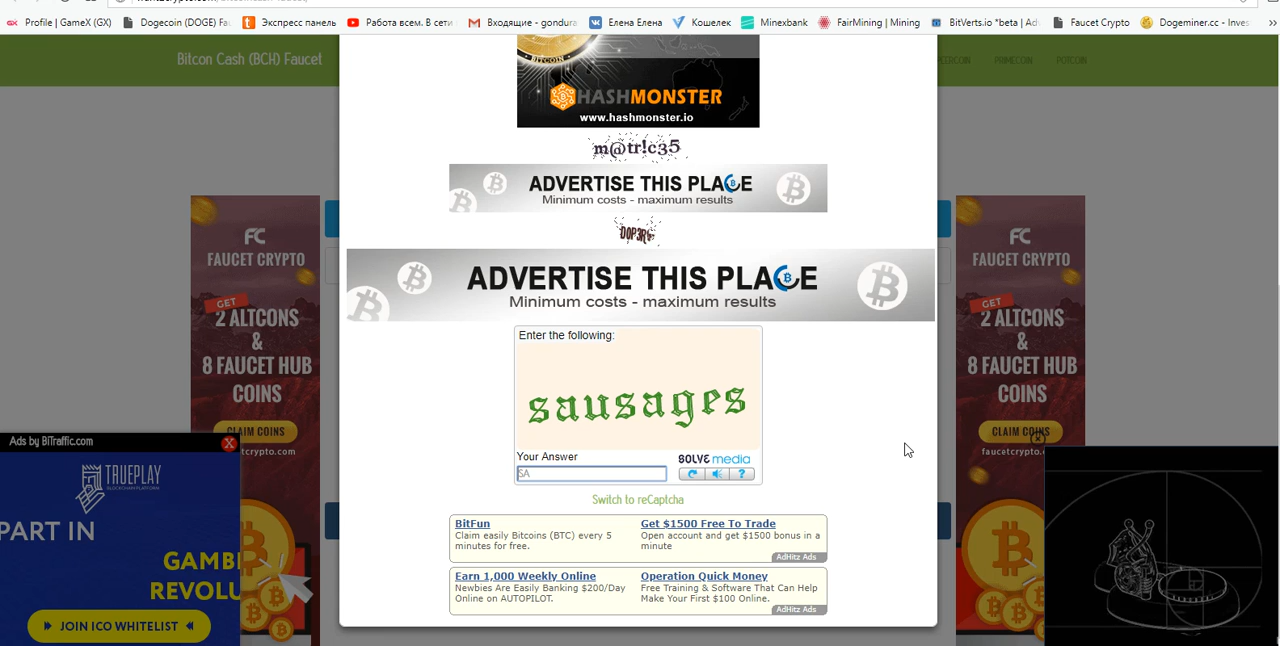 Profile | GameX (GX)
Dogecoin (DOGE) Fa
Экспресс панель
Работа всем. В сети
Входящие - gondura
Елена Елена
Кошелек
Minexbank
FairMining | Mining
BitVerts.io *beta | Ad
Faucet Crypto
Dogeminer.cc - Inves
»
Bitcon Cash (BCH) Faucet
PRIMECOIN
POTCOIN
BITCOIN
HASHMONSTER
www.hashmonster.io
m@tr!c35
ADVERTISE THIS PLACE
Minimum costs - maximum results
ADVERTISE THIS PLACE
Minimum costs - maximum results
FC
FAUCET CRYPTO
GET
2 ALTCONS
&
8 FAUCET HUB
COINS
CLAIM COINS
Enter the following:
sausages
Your Answer
SOLVE media
SA
?
Switch to reCaptcha
BitFun
Claim easily Bitcoins (BTC) every 5
minutes for free.
Get $1500 Free To Trade
Open account and get $1500 bonus in a
minute
AdHitz Ads
Earn 1,000 Weekly Online
Newbies Are Easily Banking $200/Day
Online on AUTOPILOT.
Operation Quick Money
Free Training & Software That Can Help
Make Your First $100 Online.
AdHitz Ads
FC
FAUCET CRYPTO
GET
2 ALTCONS
&
8 FAUCET HUB
COINS
CLAIM COINS
faucetcrypto.com
Ads by BiTraffic.com
X
TRUEPLAY
BLOCKCHAIN PLATFORM
PART IN
GAMB
REVOLU
JOIN ICO WHITELIST